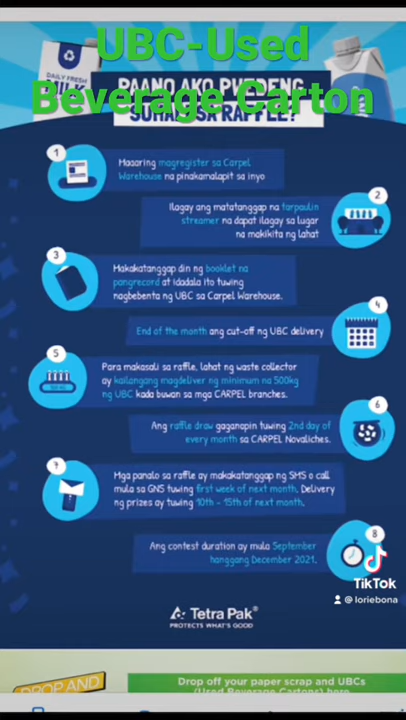 UBC-Used
Beverage Carton
DAILY FRESH
MILK
PAANO AKO PWEDENG
SUMALI SA RAFFLE?
1
Maaaring magregister sa Carpel
Warehouse na pinakamalapit sa inyo
2
Ilagay ang matatanggap na tarpaulin
streamer na dapat ilagay sa lugar
na makikita ng lahat
3
Makakatanggap din ng booklet na
pangrecord at idadala ito tuwing
nagbebenta ng UBC sa Carpel Warehouse.
4
End of the month ang cut-off ng UBC delivery
5
Para makasali sa raffle, lahat ng waste collector
ay kailangang magdeliver ng minimum na 500kg
ng UBC kada buwan sa mga CARPEL branches.
6
Ang raffle draw gaganapin tuwing 2nd day of
every month sa CARPEL Novaliches.
7
Mga panalo sa raffle ay makakatanggap ng SMS o call
mula sa GNS tuwing first week of next month. Delivery
ng prizes ay tuwing 10th - 15th of next month.
8
Ang contest duration ay mula September
hanggang December 2021.
TikTok
@loriebona
Tetra Pak®
PROTECTS WHAT'S GOOD
DROP AND
Drop off your paper scrap and UBCs
(Used Beverage Cartons) here